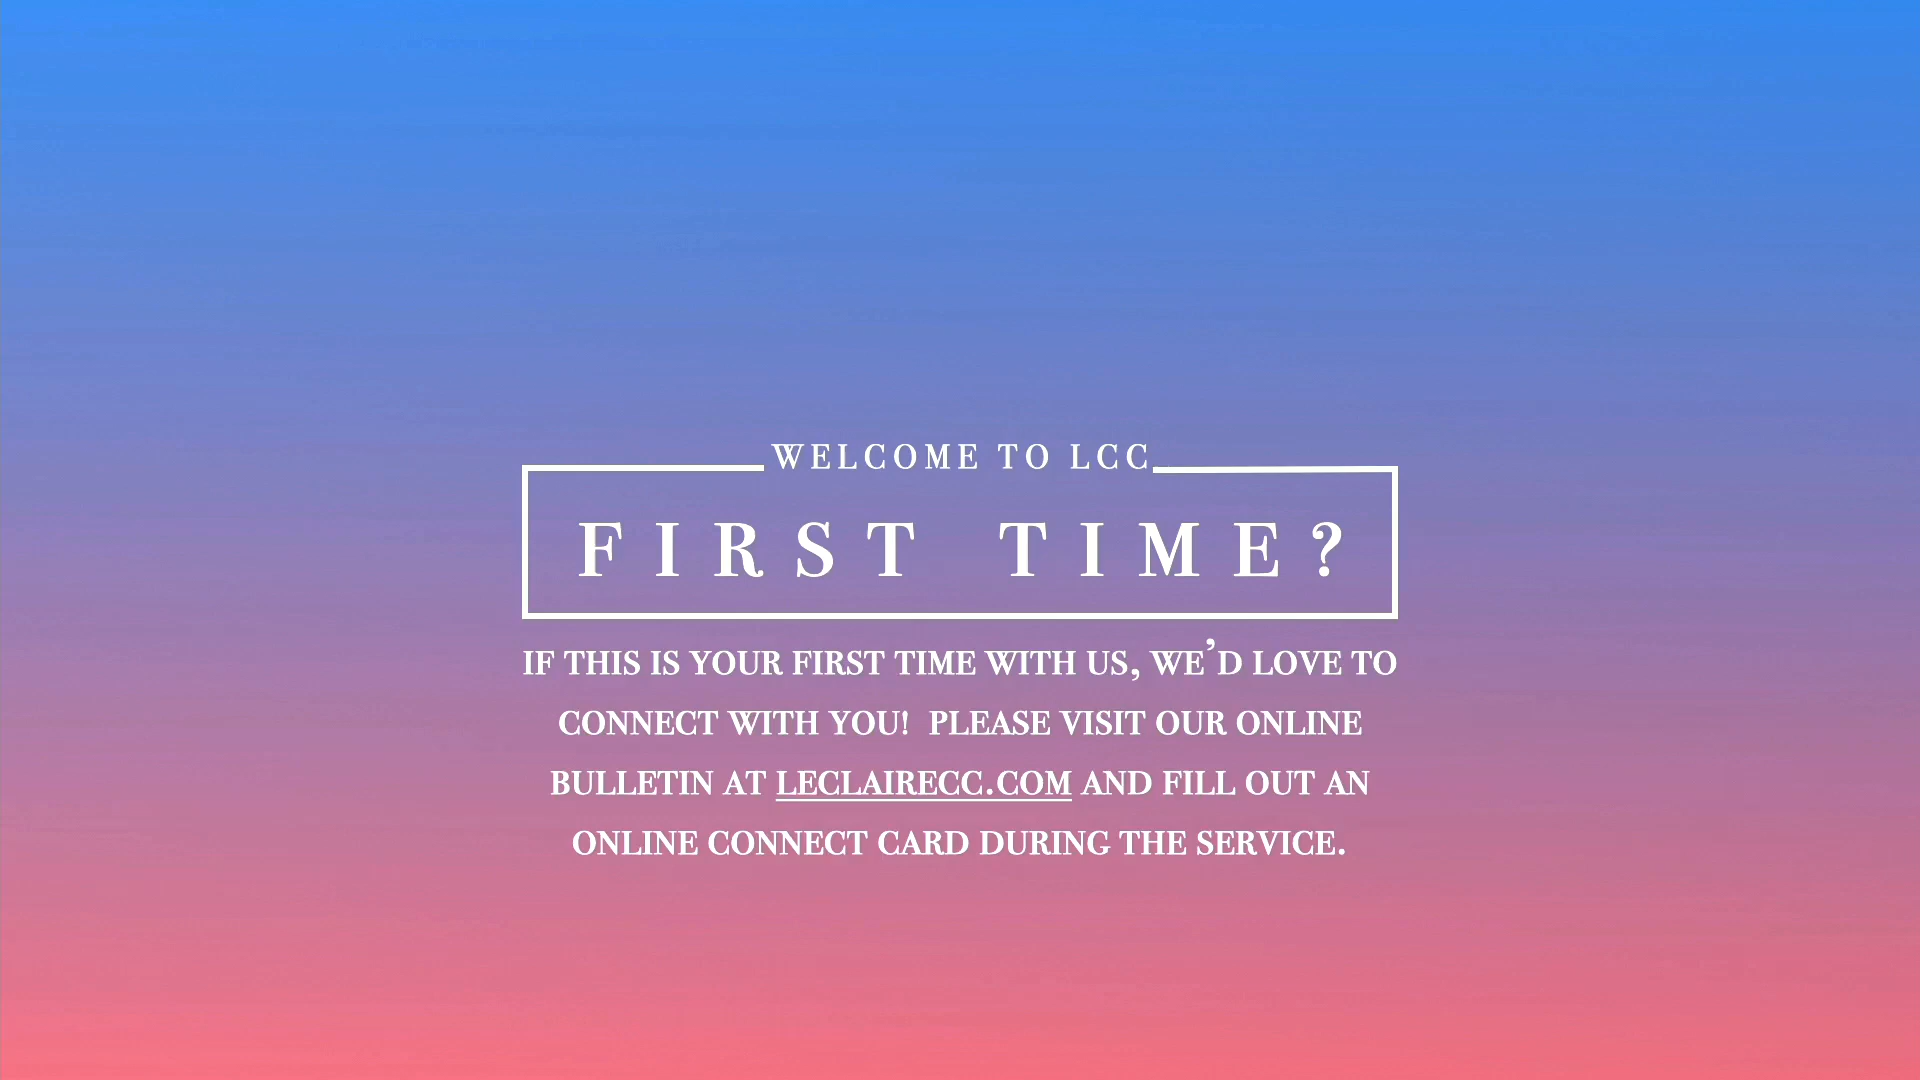 WELCOME TO LCC
FIRST TIME?
IF THIS IS YOUR FIRST TIME WITH US, WE’D LOVE TO
CONNECT WITH YOU!  PLEASE VISIT OUR ONLINE
BULLETIN AT LECLAIRECC.COM AND FILL OUT AN
ONLINE CONNECT CARD DURING THE SERVICE.